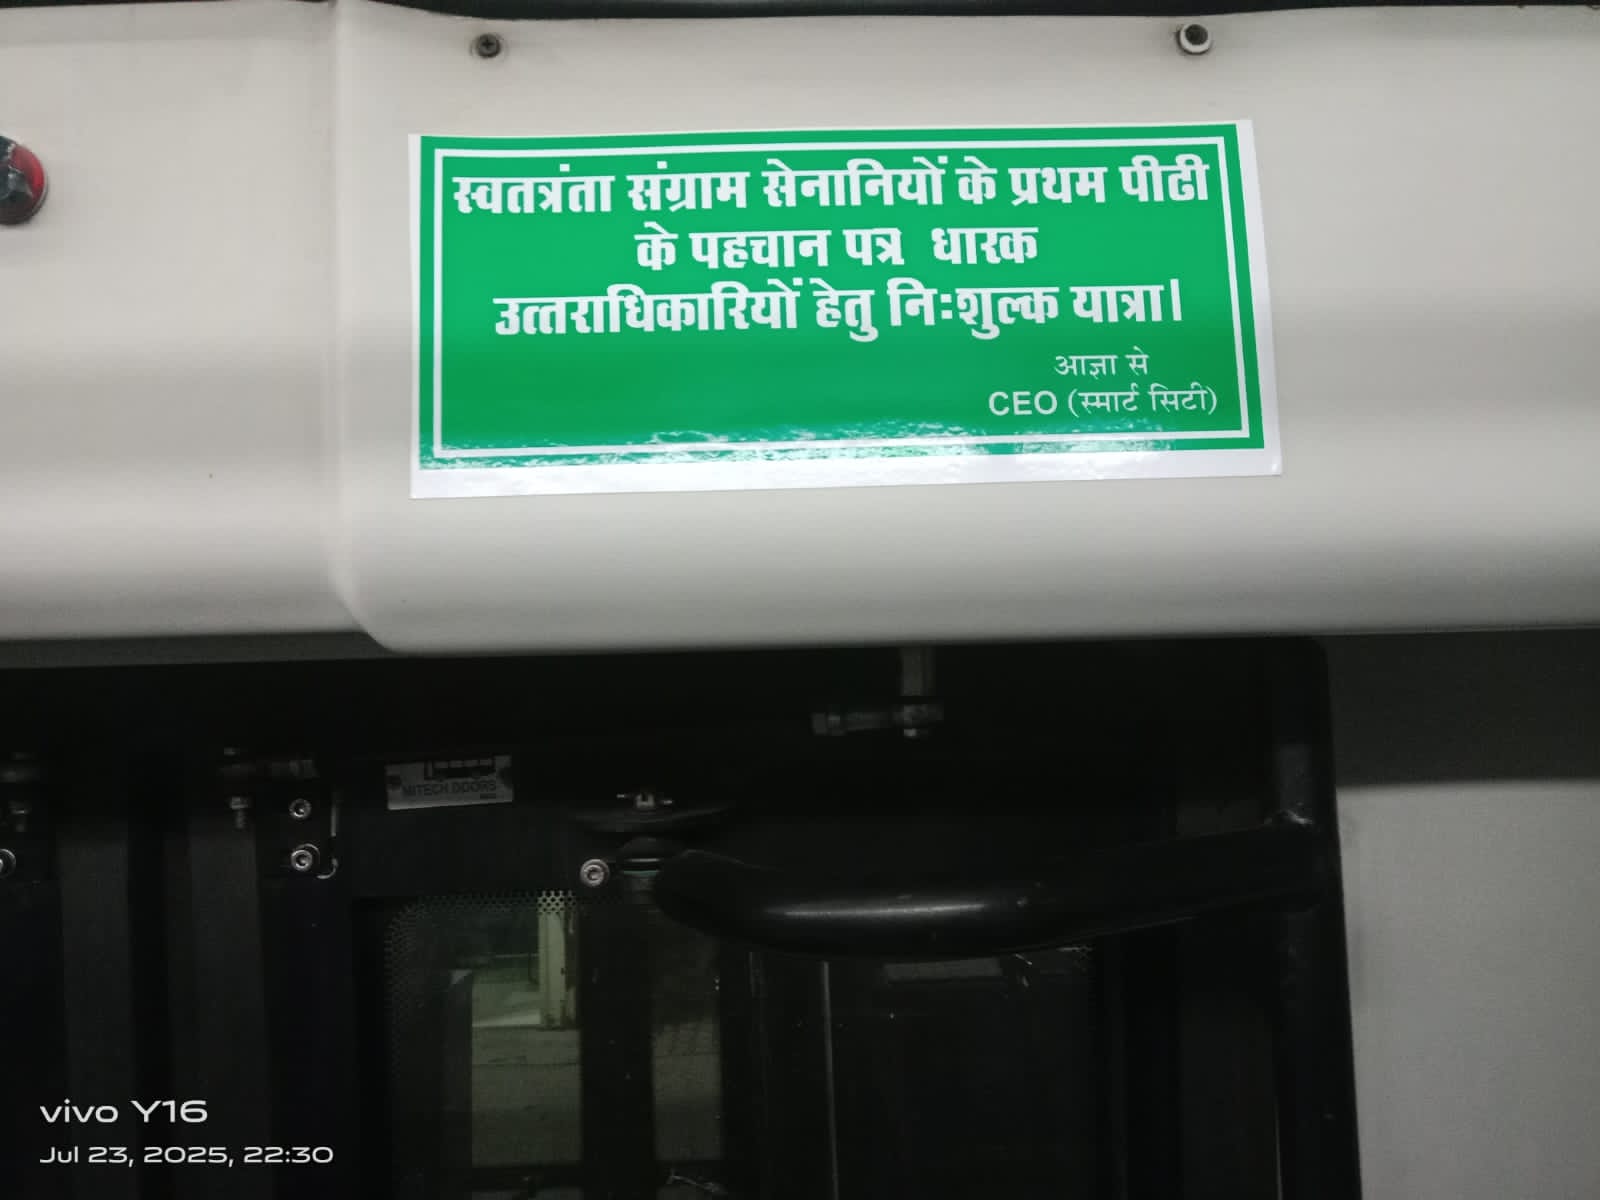 स्वतत्रंता संग्राम सेनानियों के प्रथम पीढी
के पहचान पत्र धारक
उत्तराधिकारियों हेतु निःशुल्क यात्रा।
आज्ञा से
CEO (स्मार्ट सिटी)
MITECH DOORS
vivo Y16
Jul 23, 2025, 22:30